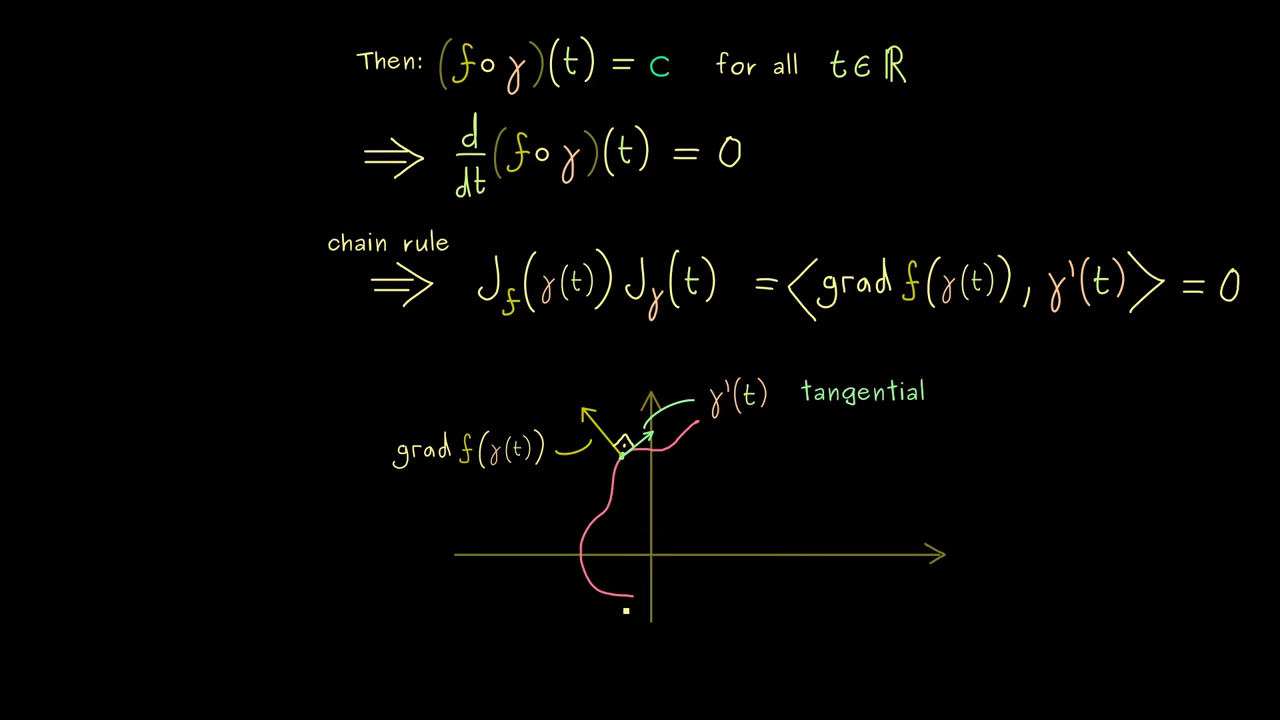 Then: (f∘γ)(t) = c for all t∈ℝ
⟹ d/dt (f∘γ)(t) = 0
chain rule
⟹ J_f(γ(t)) J_γ(t) = ⟨grad f(γ(t)), γ'(t)⟩ = 0
γ'(t) tangential
grad f(γ(t))